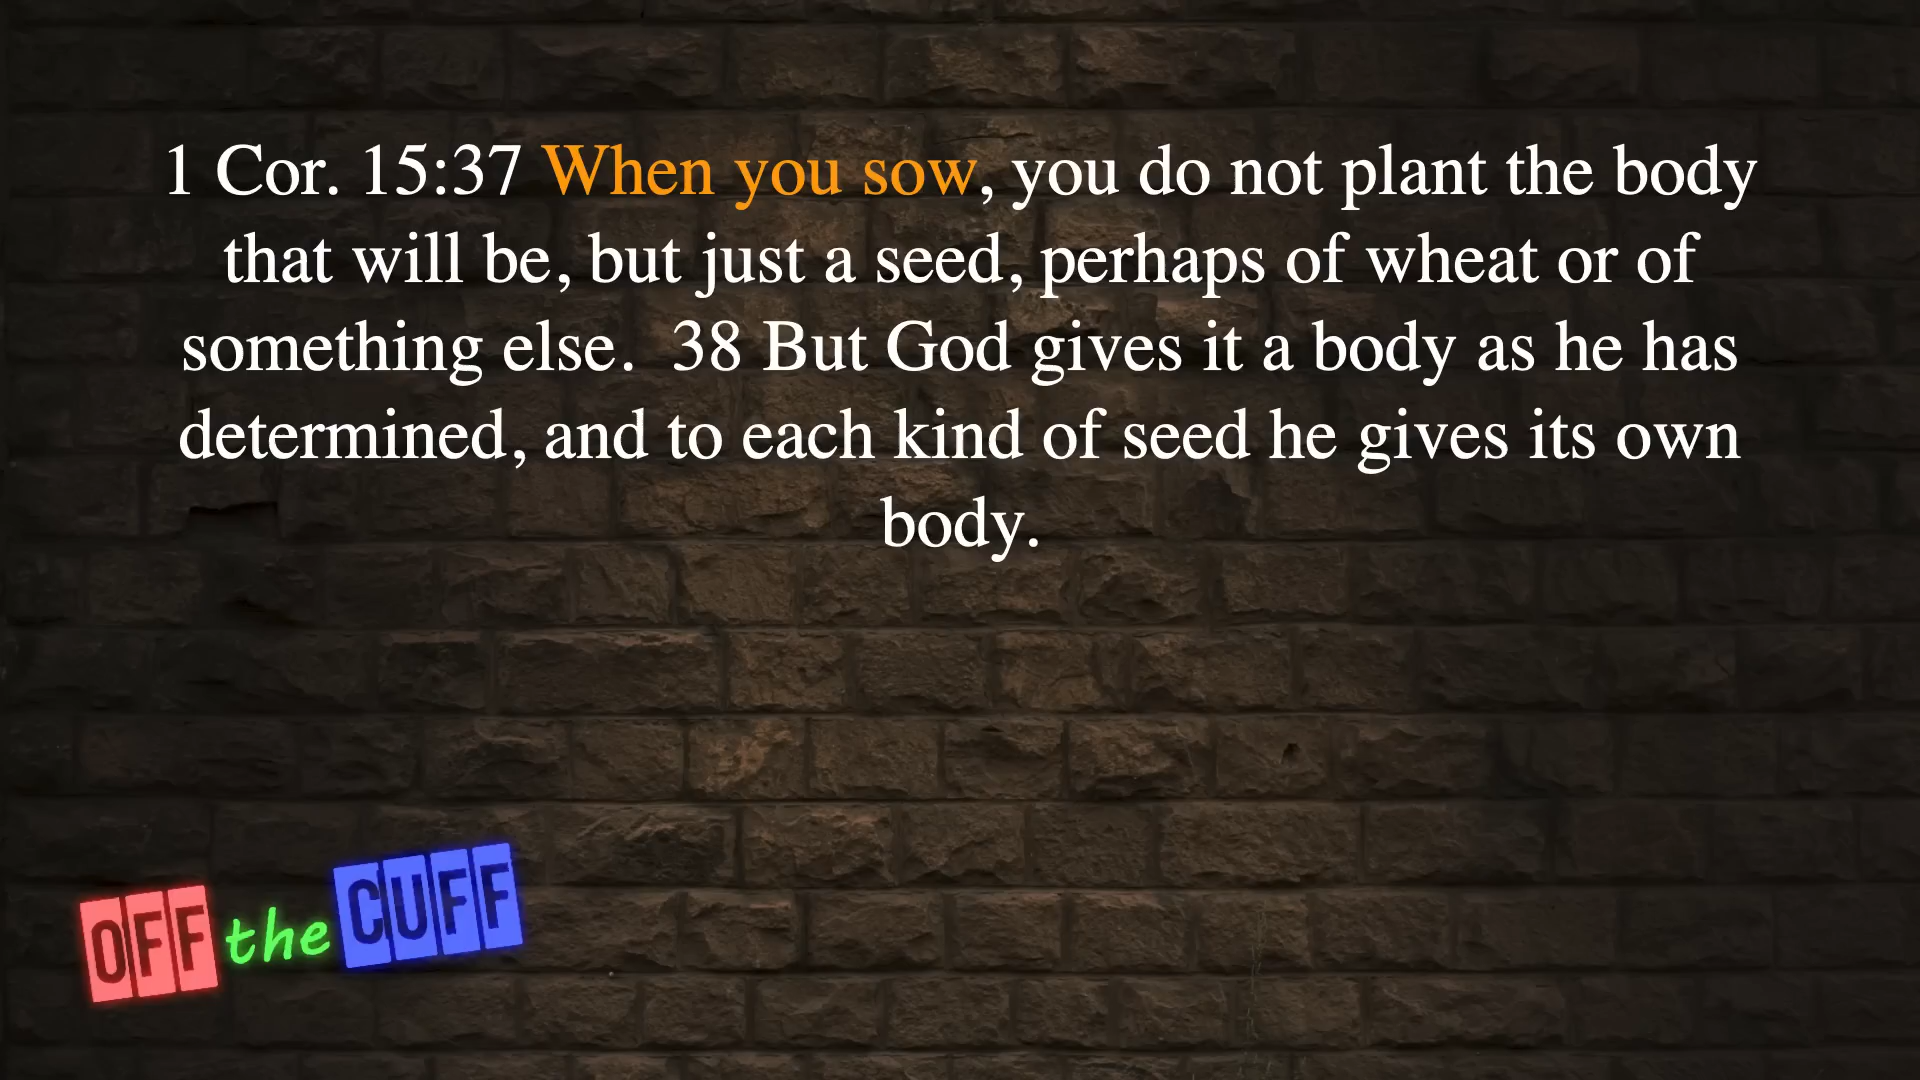 1 Cor. 15:37 When you sow, you do not plant the body
that will be, but just a seed, perhaps of wheat or of
something else.  38 But God gives it a body as he has
determined, and to each kind of seed he gives its own
body.
OFF the CUFF